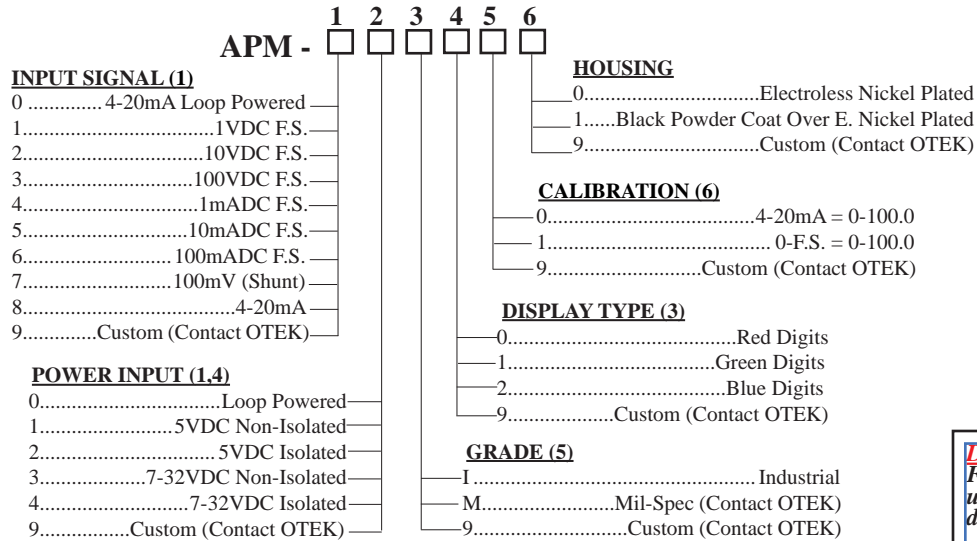 1 2 3 4 5 6
APM - 
INPUT SIGNAL (1)
0 ............. 4-20mA Loop Powered
1.................................1VDC F.S.
2...............................10VDC F.S.
3.............................100VDC F.S.
4.................................1mADC F.S.
5...............................10mADC F.S.
6.............................100mADC F.S.
7..........................100mV (Shunt)
8.....................................4-20mA
9.............Custom (Contact OTEK)
POWER INPUT (1,4)
0...............................Loop Powered
1.......................5VDC Non-Isolated
2...............................5VDC Isolated
3...................7-32VDC Non-Isolated
4..........................7-32VDC Isolated
9................Custom (Contact OTEK)
HOUSING
0..............................Electroless Nickel Plated
1......Black Powder Coat Over E. Nickel Plated
9..............................Custom (Contact OTEK)
CALIBRATION (6)
0....................................4-20mA = 0-100.0
1....................................... 0-F.S. = 0-100.0
9...........................Custom (Contact OTEK)
DISPLAY TYPE (3)
0.......................................Red Digits
1....................................Green Digits
2......................................Blue Digits
9..................Custom (Contact OTEK)
GRADE (5)
I ................................................. Industrial
M.......................Mil-Spec (Contact OTEK)
9...........................Custom (Contact OTEK)